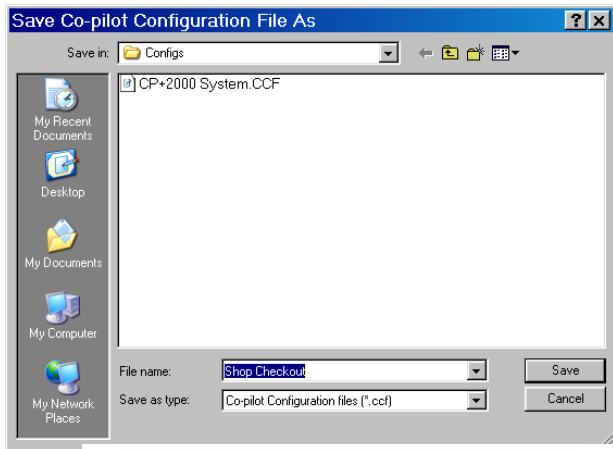 Save Co-pilot Configuration File As
Save in:
Configs
CP+2000 System.CCF
My Recent
Documents
Desktop
My Documents
My Computer
My Network
Places
File name:
Shop Checkout
Save
Save as type:
Co-pilot Configuration files (*.ccf)
Cancel